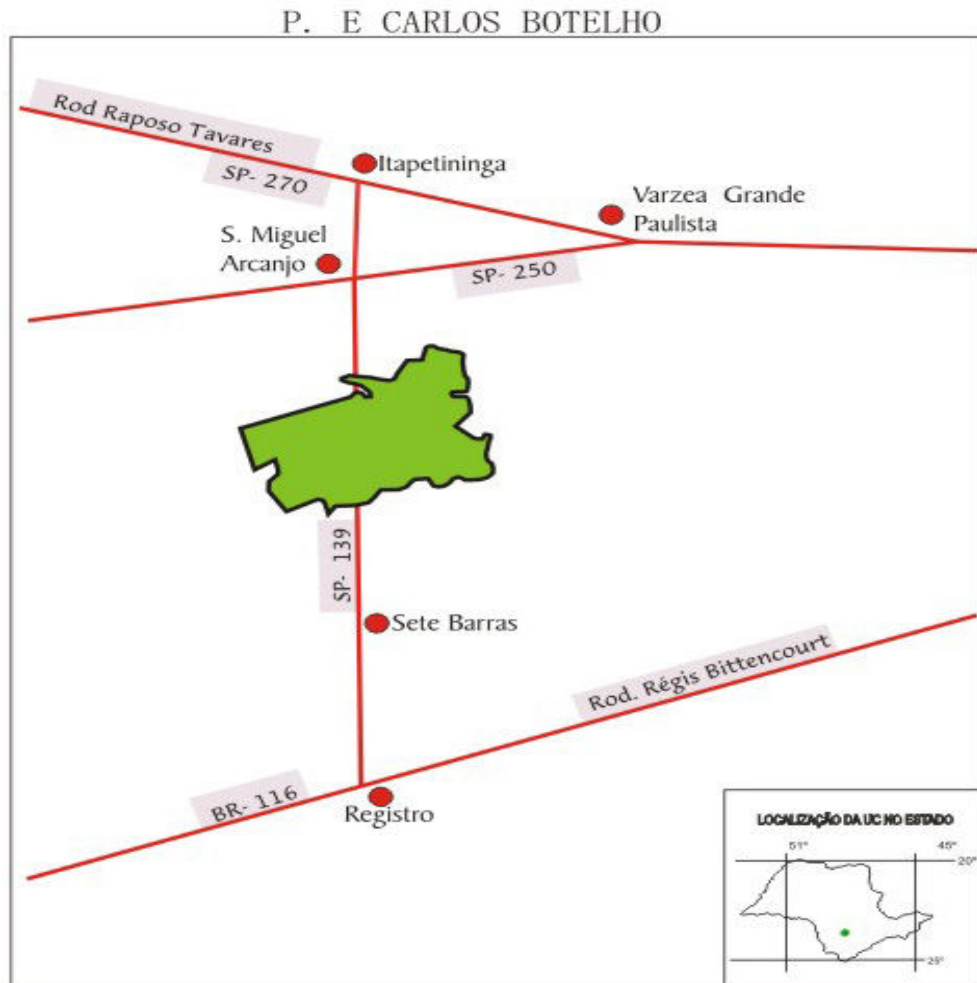 P. E CARLOS BOTELHO
Rod Raposo Tavares
SP- 270
Itapetininga
Varzea Grande
Paulista
S. Miguel
Arcanjo
SP- 250
SP- 139
Sete Barras
Rod. Régis Bittencourt
BR- 116
Registro
LOCALIZAÇÃO DA UC NO ESTADO
51°
45°
20°
25°